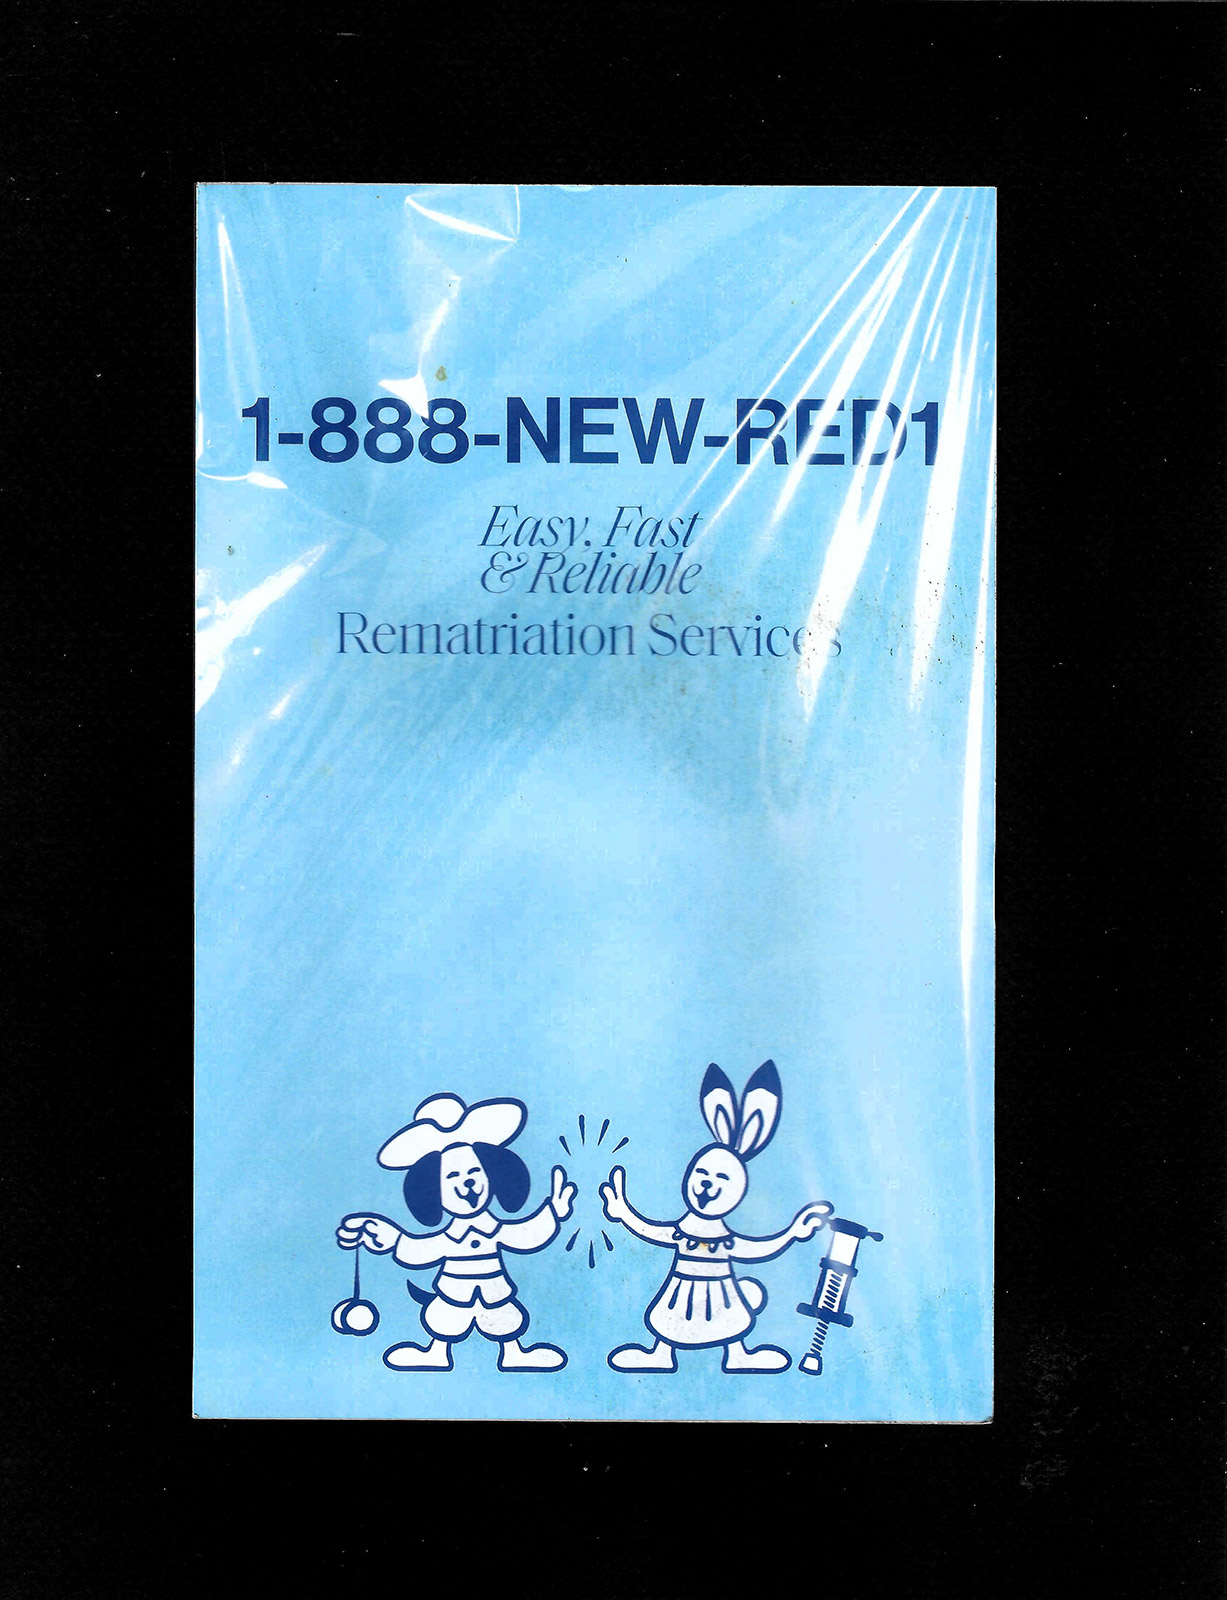 1-888-NEW-RED1
Easy, Fast
& Reliable
Rematriation Services